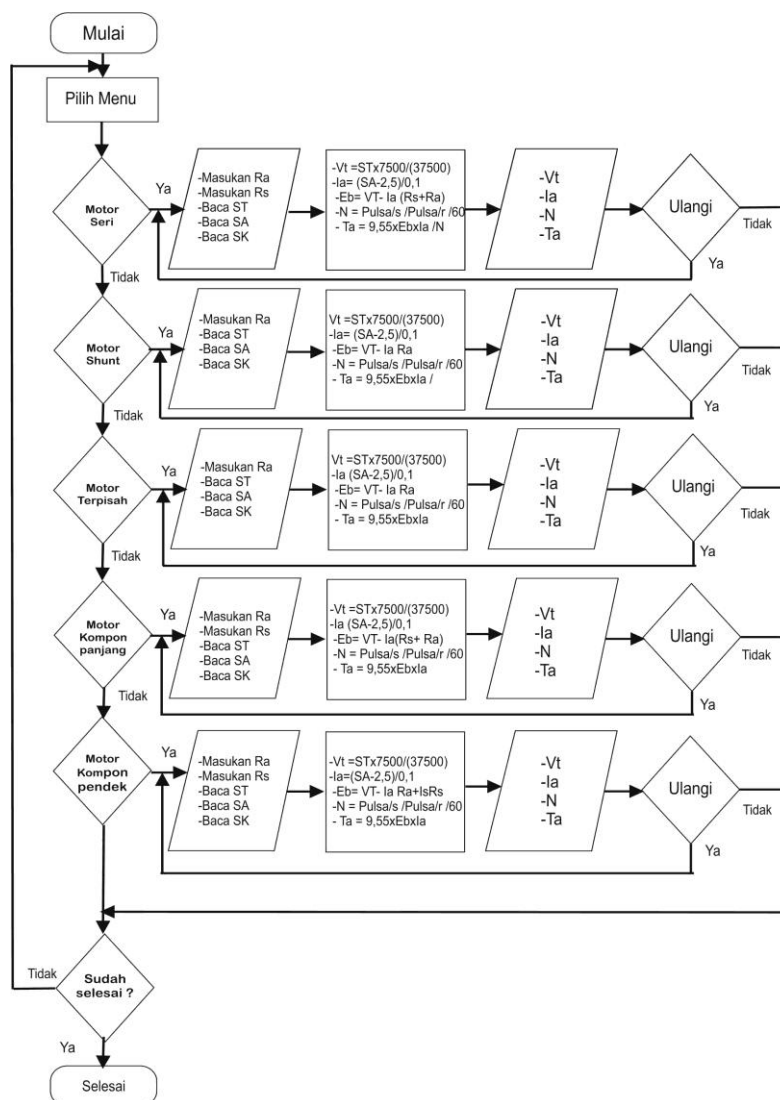 Mulai
Pilih Menu
Motor
Seri
Ya
Tidak
-Masukan Ra
-Masukan Rs
-Baca ST
-Baca SA
-Baca SK
-Vt =STx7500/(37500)
-Ia= (SA-2,5)/0,1
-Eb= VT- Ia (Rs+Ra)
-N = Pulsa/s /Pulsa/r /60
- Ta = 9,55xEbxIa /N
-Vt
-Ia
-N
-Ta
Ulangi
Tidak
Ya
Motor
Shunt
Ya
Tidak
-Masukan Ra
-Baca ST
-Baca SA
-Baca SK
Vt =STx7500/(37500)
-Ia= (SA-2,5)/0,1
-Eb= VT- Ia Ra
-N = Pulsa/s /Pulsa/r /60
- Ta = 9,55xEbxIa /
-Vt
-Ia
-N
-Ta
Ulangi
Tidak
Ya
Motor
Terpisah
Ya
Tidak
-Masukan Ra
-Baca ST
-Baca SA
-Baca SK
Vt =STx7500/(37500)
-Ia (SA-2,5)/0,1
-Eb= VT- Ia Ra
-N = Pulsa/s /Pulsa/r /60
- Ta = 9,55xEbxIa
-Vt
-Ia
-N
-Ta
Ulangi
Tidak
Ya
Motor
Kompon
panjang
Ya
Tidak
-Masukan Ra
-Masukan Rs
-Baca ST
-Baca SA
-Baca SK
-Vt =STx7500/(37500)
-Ia (SA-2,5)/0,1
-Eb= VT- Ia(Rs+ Ra)
-N = Pulsa/s /Pulsa/r /60
- Ta = 9,55xEbxIa
-Vt
-Ia
-N
-Ta
Ulangi
Tidak
Ya
Motor
Kompon
pendek
Ya
-Masukan Ra
-Masukan Rs
-Baca ST
-Baca SA
-Baca SK
-Vt =STx7500/(37500)
-Ia=(SA-2,5)/0,1
-Eb= VT- Ia Ra+IsRs
-N = Pulsa/s /Pulsa/r /60
- Ta = 9,55xEbxIa
-Vt
-Ia
-N
-Ta
Ulangi
Tidak
Ya
Sudah
selesai ?
Tidak
Ya
Selesai